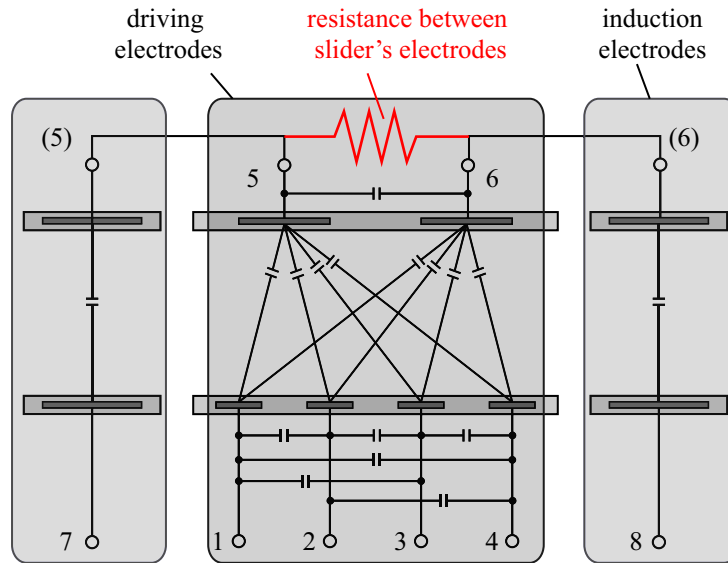 driving
electrodes
resistance between
slider’s electrodes
induction
electrodes
(5)
5
6
(6)
7
1
2
3
4
8